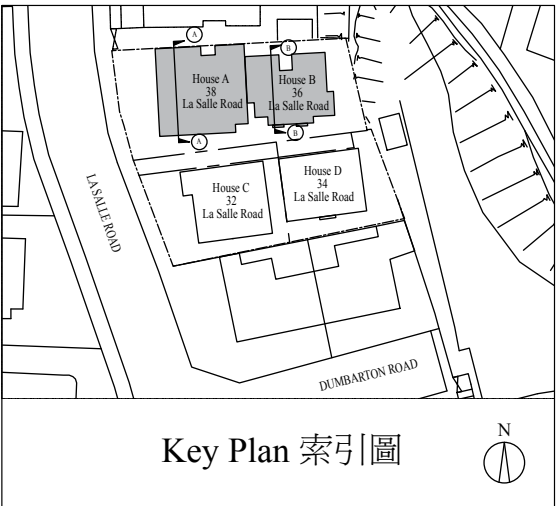 A
B
House A
38
La Salle Road
House B
36
La Salle Road
A
B
House C
32
La Salle Road
House D
34
La Salle Road
LA SALLE ROAD
DUMBARTON ROAD
Key Plan 索引圖
N